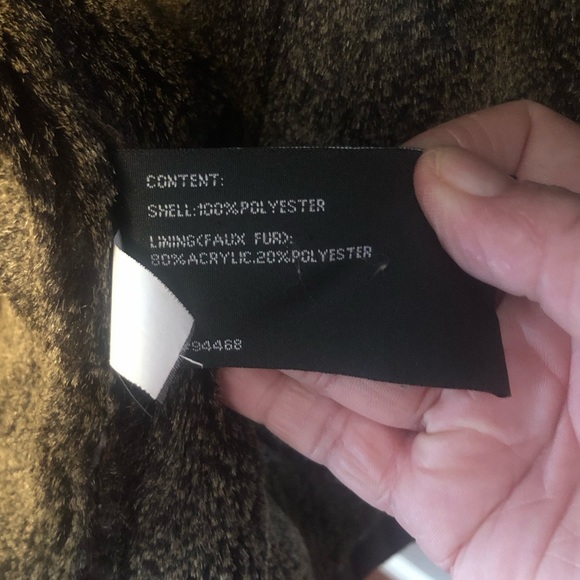 CONTENT:
SHELL:100%POLYESTER
LINING(FAUX FUR):
80%ACRYLIC.20%POLYESTER
94468